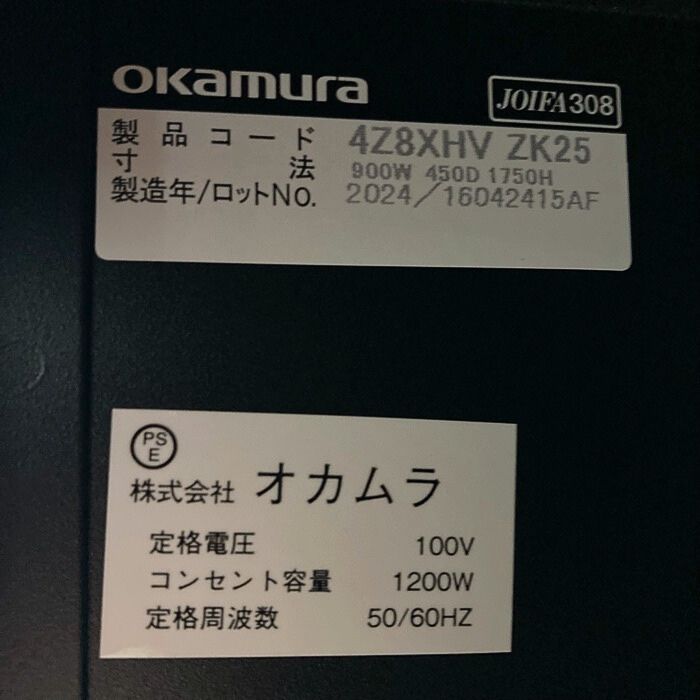 okamura
JOIFA308
製品コード 4Z8XHV ZK25
寸法 900W 450D 1750H
製造年/ロットNo. 2024/16042415AF
PS
E
株式会社 オカムラ
定格電圧 100V
コンセント容量 1200W
定格周波数 50/60HZ